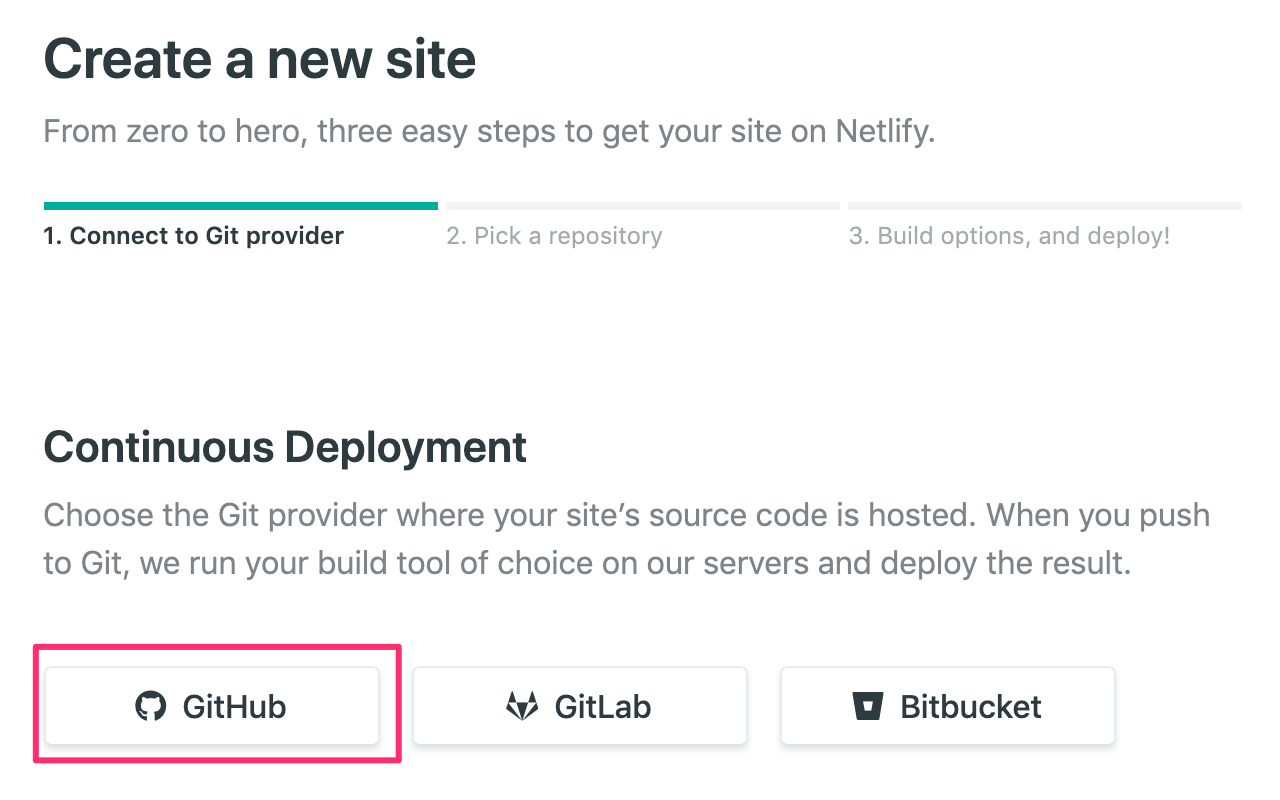 Create a new site
From zero to hero, three easy steps to get your site on Netlify.
1. Connect to Git provider
2. Pick a repository
3. Build options, and deploy!
Continuous Deployment
Choose the Git provider where your site’s source code is hosted. When you push
to Git, we run your build tool of choice on our servers and deploy the result.
GitHub
GitLab
Bitbucket